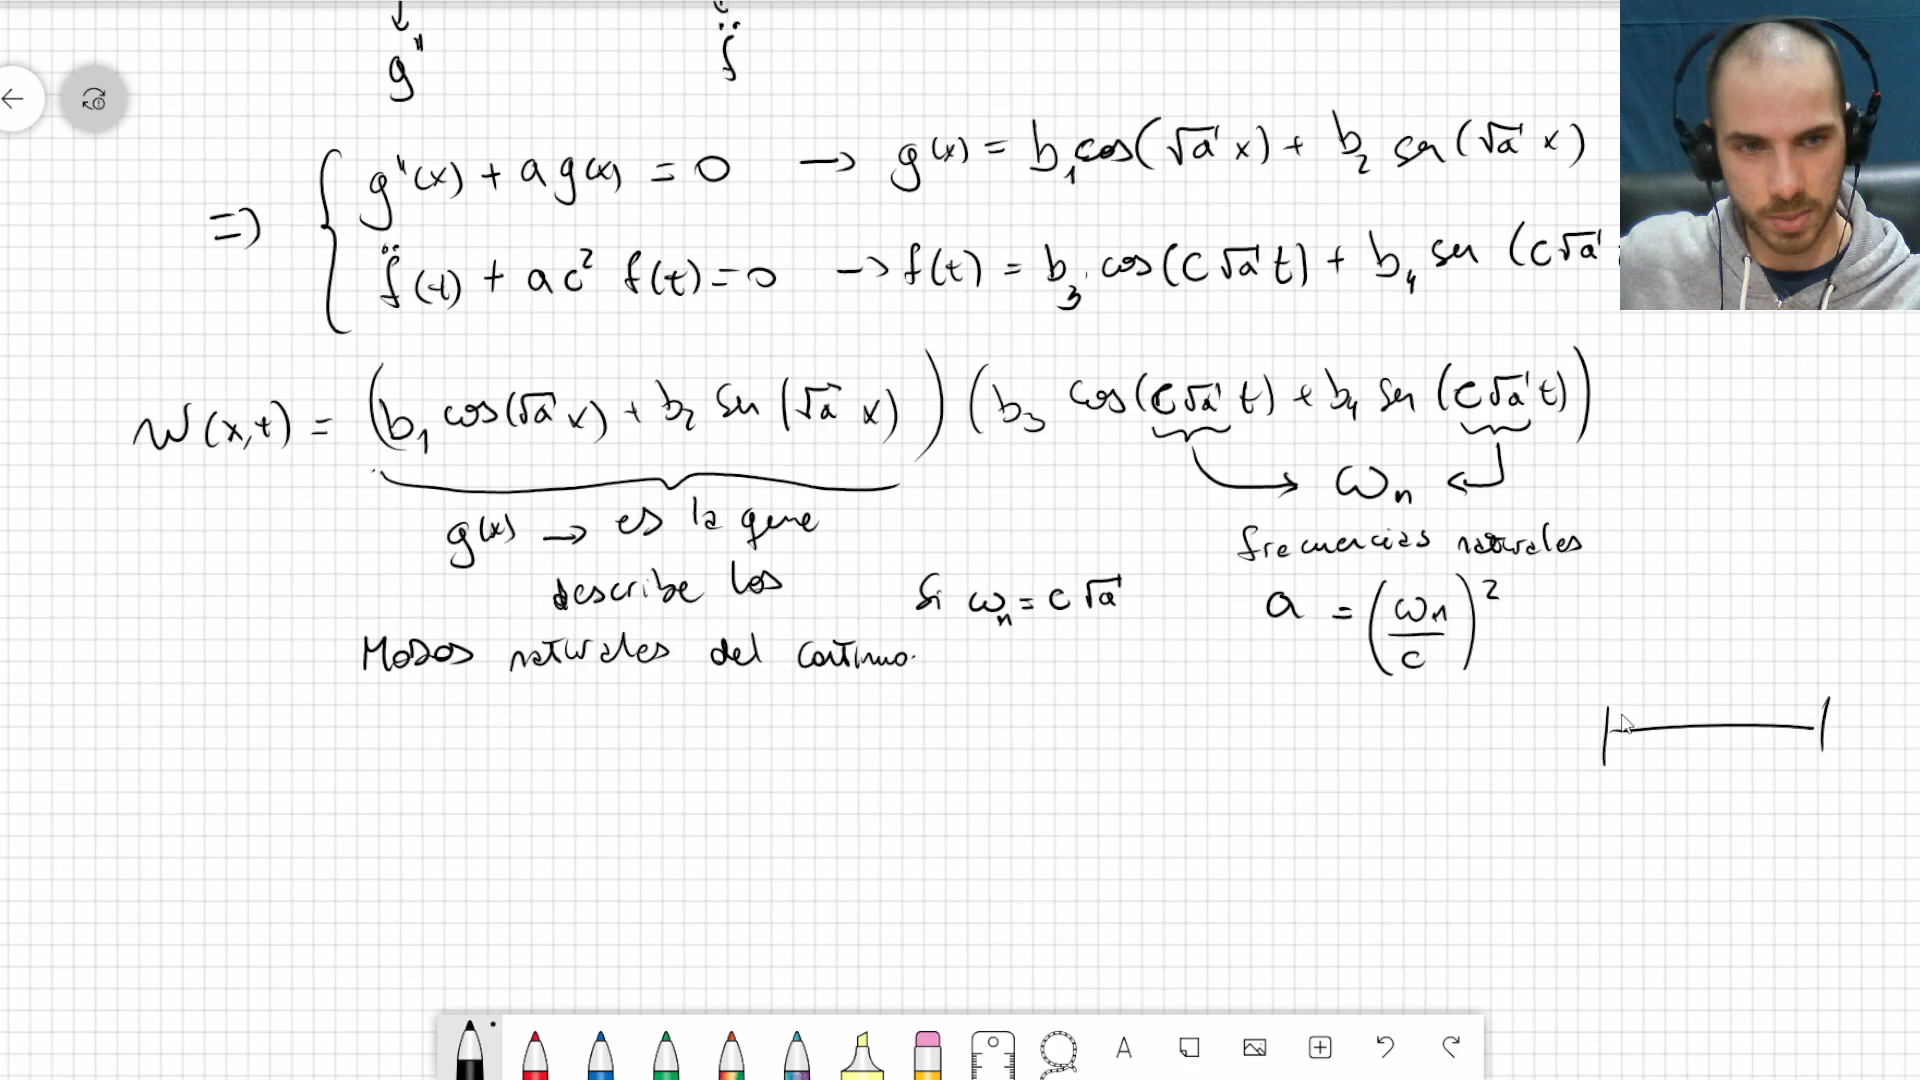 g''
f̈
=> { g''(x) + a g(x) = 0 → g(x) = b₁ cos(√a x) + b₂ sen(√a x)
f̈(t) + a c² f(t) = 0 → f(t) = b₃ cos(c√a t) + b₄ sen (c√a
W(x,t) = (b₁ cos(√a x) + b₂ sen (√a x)) (b₃ cos(c√a t) + b₄ sen (c√a t))
ωₙ
g(x) → es la que
describe los
Modos naturales del continuo.
frecuencias naturales
Si ωₙ = c √a
a = (ωₙ/c)²
A